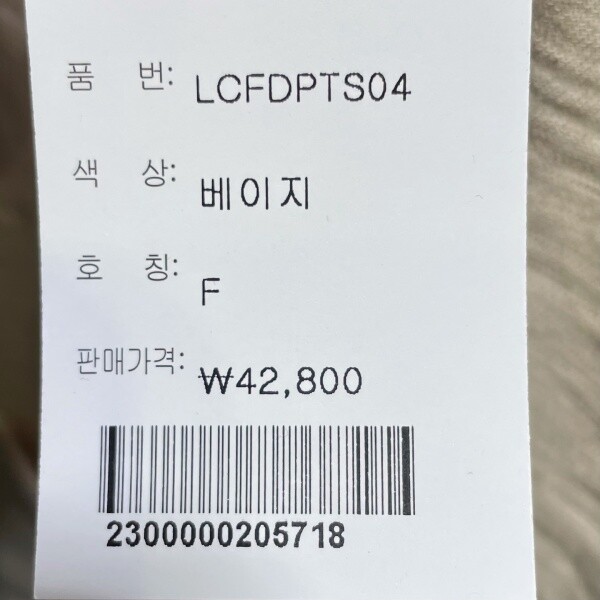 품 번: LCFDPTS04
색 상: 베이지
호 칭: F
판매가격: ₩42,800
2300000205718